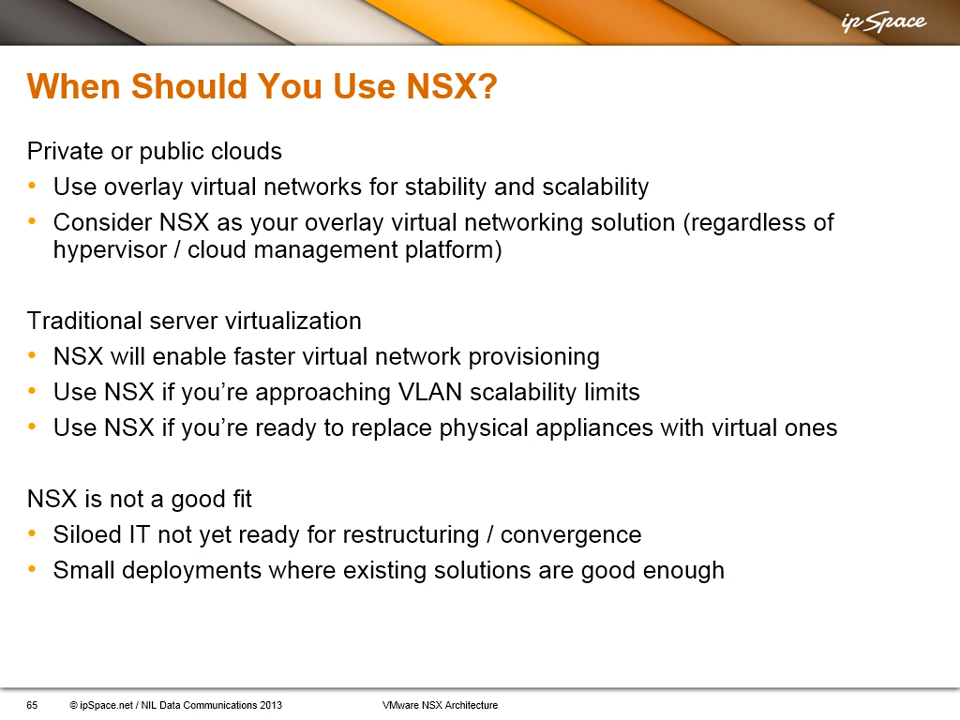 ip Space
When Should You Use NSX?
Private or public clouds
• Use overlay virtual networks for stability and scalability
• Consider NSX as your overlay virtual networking solution (regardless of
hypervisor / cloud management platform)
Traditional server virtualization
• NSX will enable faster virtual network provisioning
• Use NSX if you’re approaching VLAN scalability limits
• Use NSX if you’re ready to replace physical appliances with virtual ones
NSX is not a good fit
• Siloed IT not yet ready for restructuring / convergence
• Small deployments where existing solutions are good enough
65 © ipSpace.net / NIL Data Communications 2013 VMware NSX Architecture